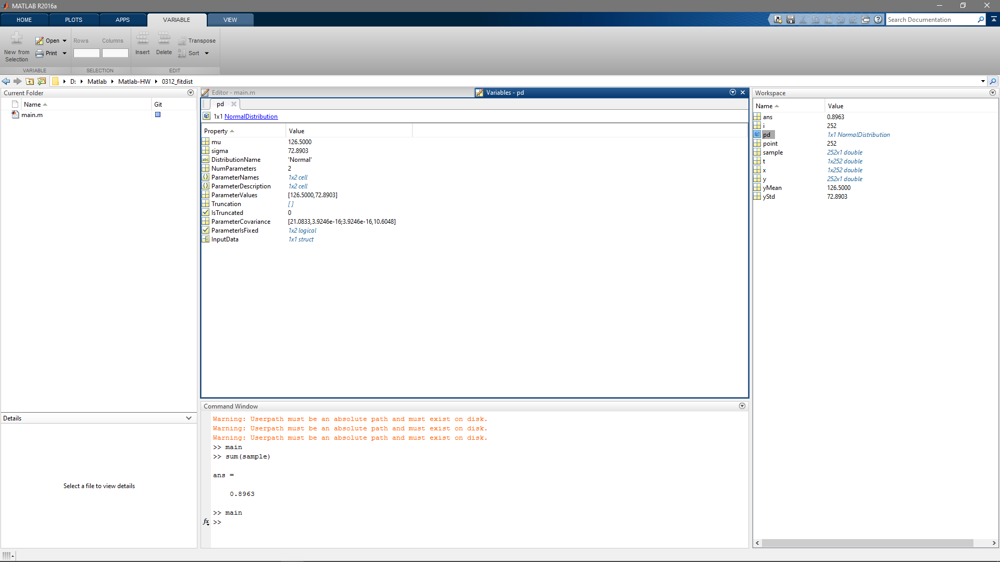 MATLAB R2016a
HOME PLOTS APPS VARIABLE VIEW
Search Documentation
New from Selection
Open
Print
Rows Columns
Insert Delete
Transpose
Sort
VARIABLE SELECTION EDIT
D: Matlab Matlab-HW 0312_fitdist
Current Folder
Name Git
main.m
Details
Select a file to view details
Editor - main.m
Variables - pd
pd
1x1 NormalDistribution
Property Value
mu 126.5000
sigma 72.8903
DistributionName 'Normal'
NumParameters 2
ParameterNames 1x2 cell
ParameterDescription 1x2 cell
ParameterValues [126.5000,72.8903]
Truncation []
IsTruncated 0
ParameterCovariance [21.0833,3.9246e-16;3.9246e-16,10.6048]
ParameterIsFixed 1x2 logical
InputData 1x1 struct
Command Window
Warning: Userpath must be an absolute path and must exist on disk.
Warning: Userpath must be an absolute path and must exist on disk.
Warning: Userpath must be an absolute path and must exist on disk.
>> main
>> sum(sample)
ans =
0.8963
>> main
fx >>
Workspace
Name Value
ans 0.8963
i 252
pd 1x1 NormalDistribution
point 252
sample 252x1 double
t 1x252 double
x 1x252 double
y 252x1 double
yMean 126.5000
yStd 72.8903